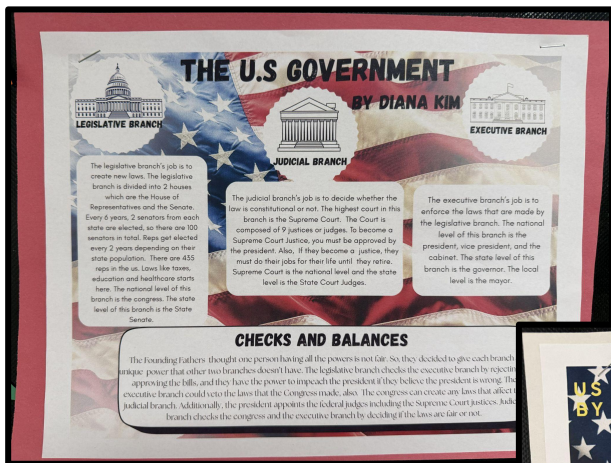 THE U.S GOVERNMENT
BY DIANA KIM
LEGISLATIVE BRANCH
The legislative branch's job is to
create new laws. The legislative
branch is divided into 2 houses
which are the House of
Representatives and the Senate.
Every 6 years, 2 senators from each
state are elected, so there are 100
senators in total. Reps get elected
every 2 years depending on their
state population. There are 435
reps in the us. Laws like taxes,
education and healthcare starts
here. The national level of this
branch is the congress. The state
level of this branch is the State
Senate.
JUDICIAL BRANCH
The judicial branch's job is to decide whether the
law is constitutional or not. The highest court in this
branch is the Supreme Court. The Court is
composed of 9 justices or judges. To become a
Supreme Court Justice, you must be approved by
the president. Also, If they become a justice, they
must do their jobs for their life until they retire.
Supreme Court is the national level and the state
level is the State Court Judges.
EXECUTIVE BRANCH
The executive branch's job is to
enforce the laws that are made by
the legislative branch. The national
level of this branch is the
president, vice president, and the
cabinet. The state level of this
branch is the governor. The local
level is the mayor.
CHECKS AND BALANCES
The Founding Fathers thought one person having all the powers is not fair. So, they decided to give each branch
unique power that other two branches doesn't have. The legislative branch checks the executive branch by
approving the bills, and they have the power to impeach the president if they believe the president is wrong. The
executive branch could veto the laws that the Congress made, also. The congress can create any laws that affect
judicial branch. Additionally, the president appoints the federal judges including the Supreme Court justices.
branch checks the congress and the executive branch by deciding if the laws are fair or not.
US
BY